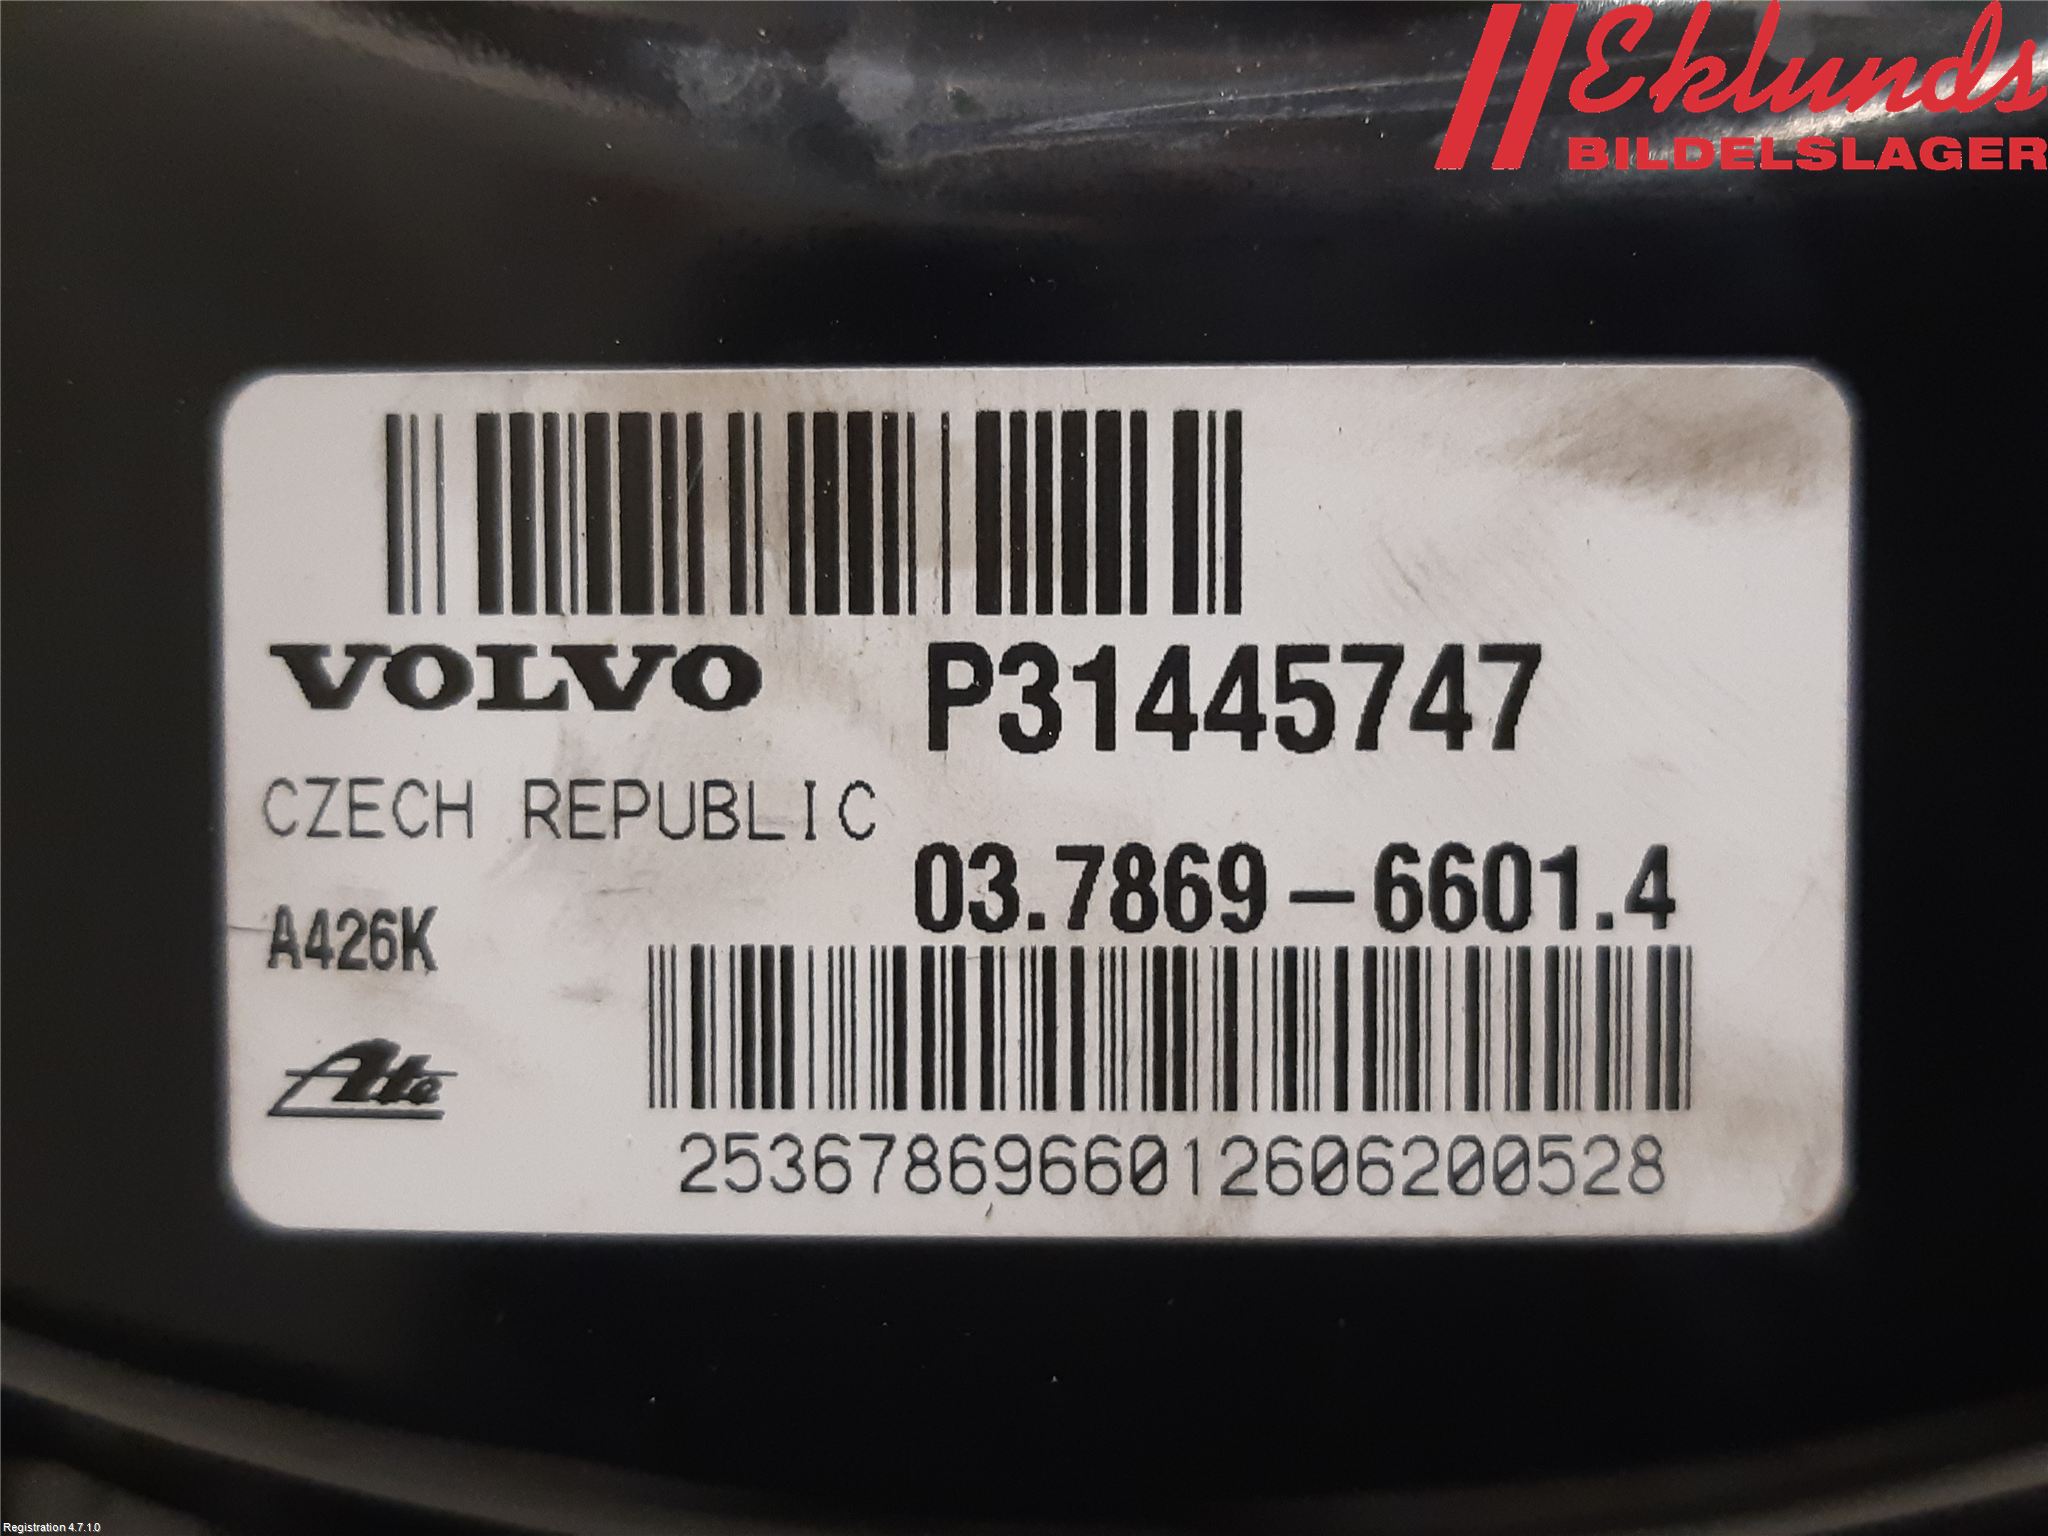 Eklunds
BILDELSLAGER
VOLVO P31445747
CZECH REPUBLIC
03.7869-6601.4
A426K
Ate
2536786966012606200528
Registration 4.7.1.0